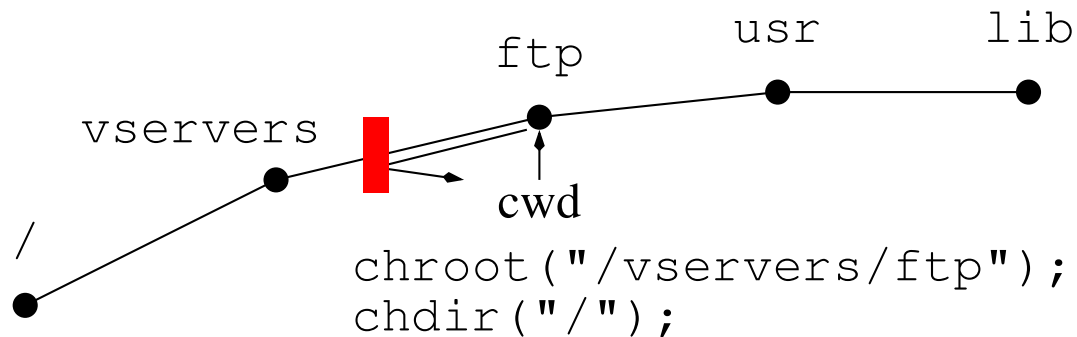 usr lib
ftp
vservers
cwd
/
chroot("/vservers/ftp");
chdir("/");